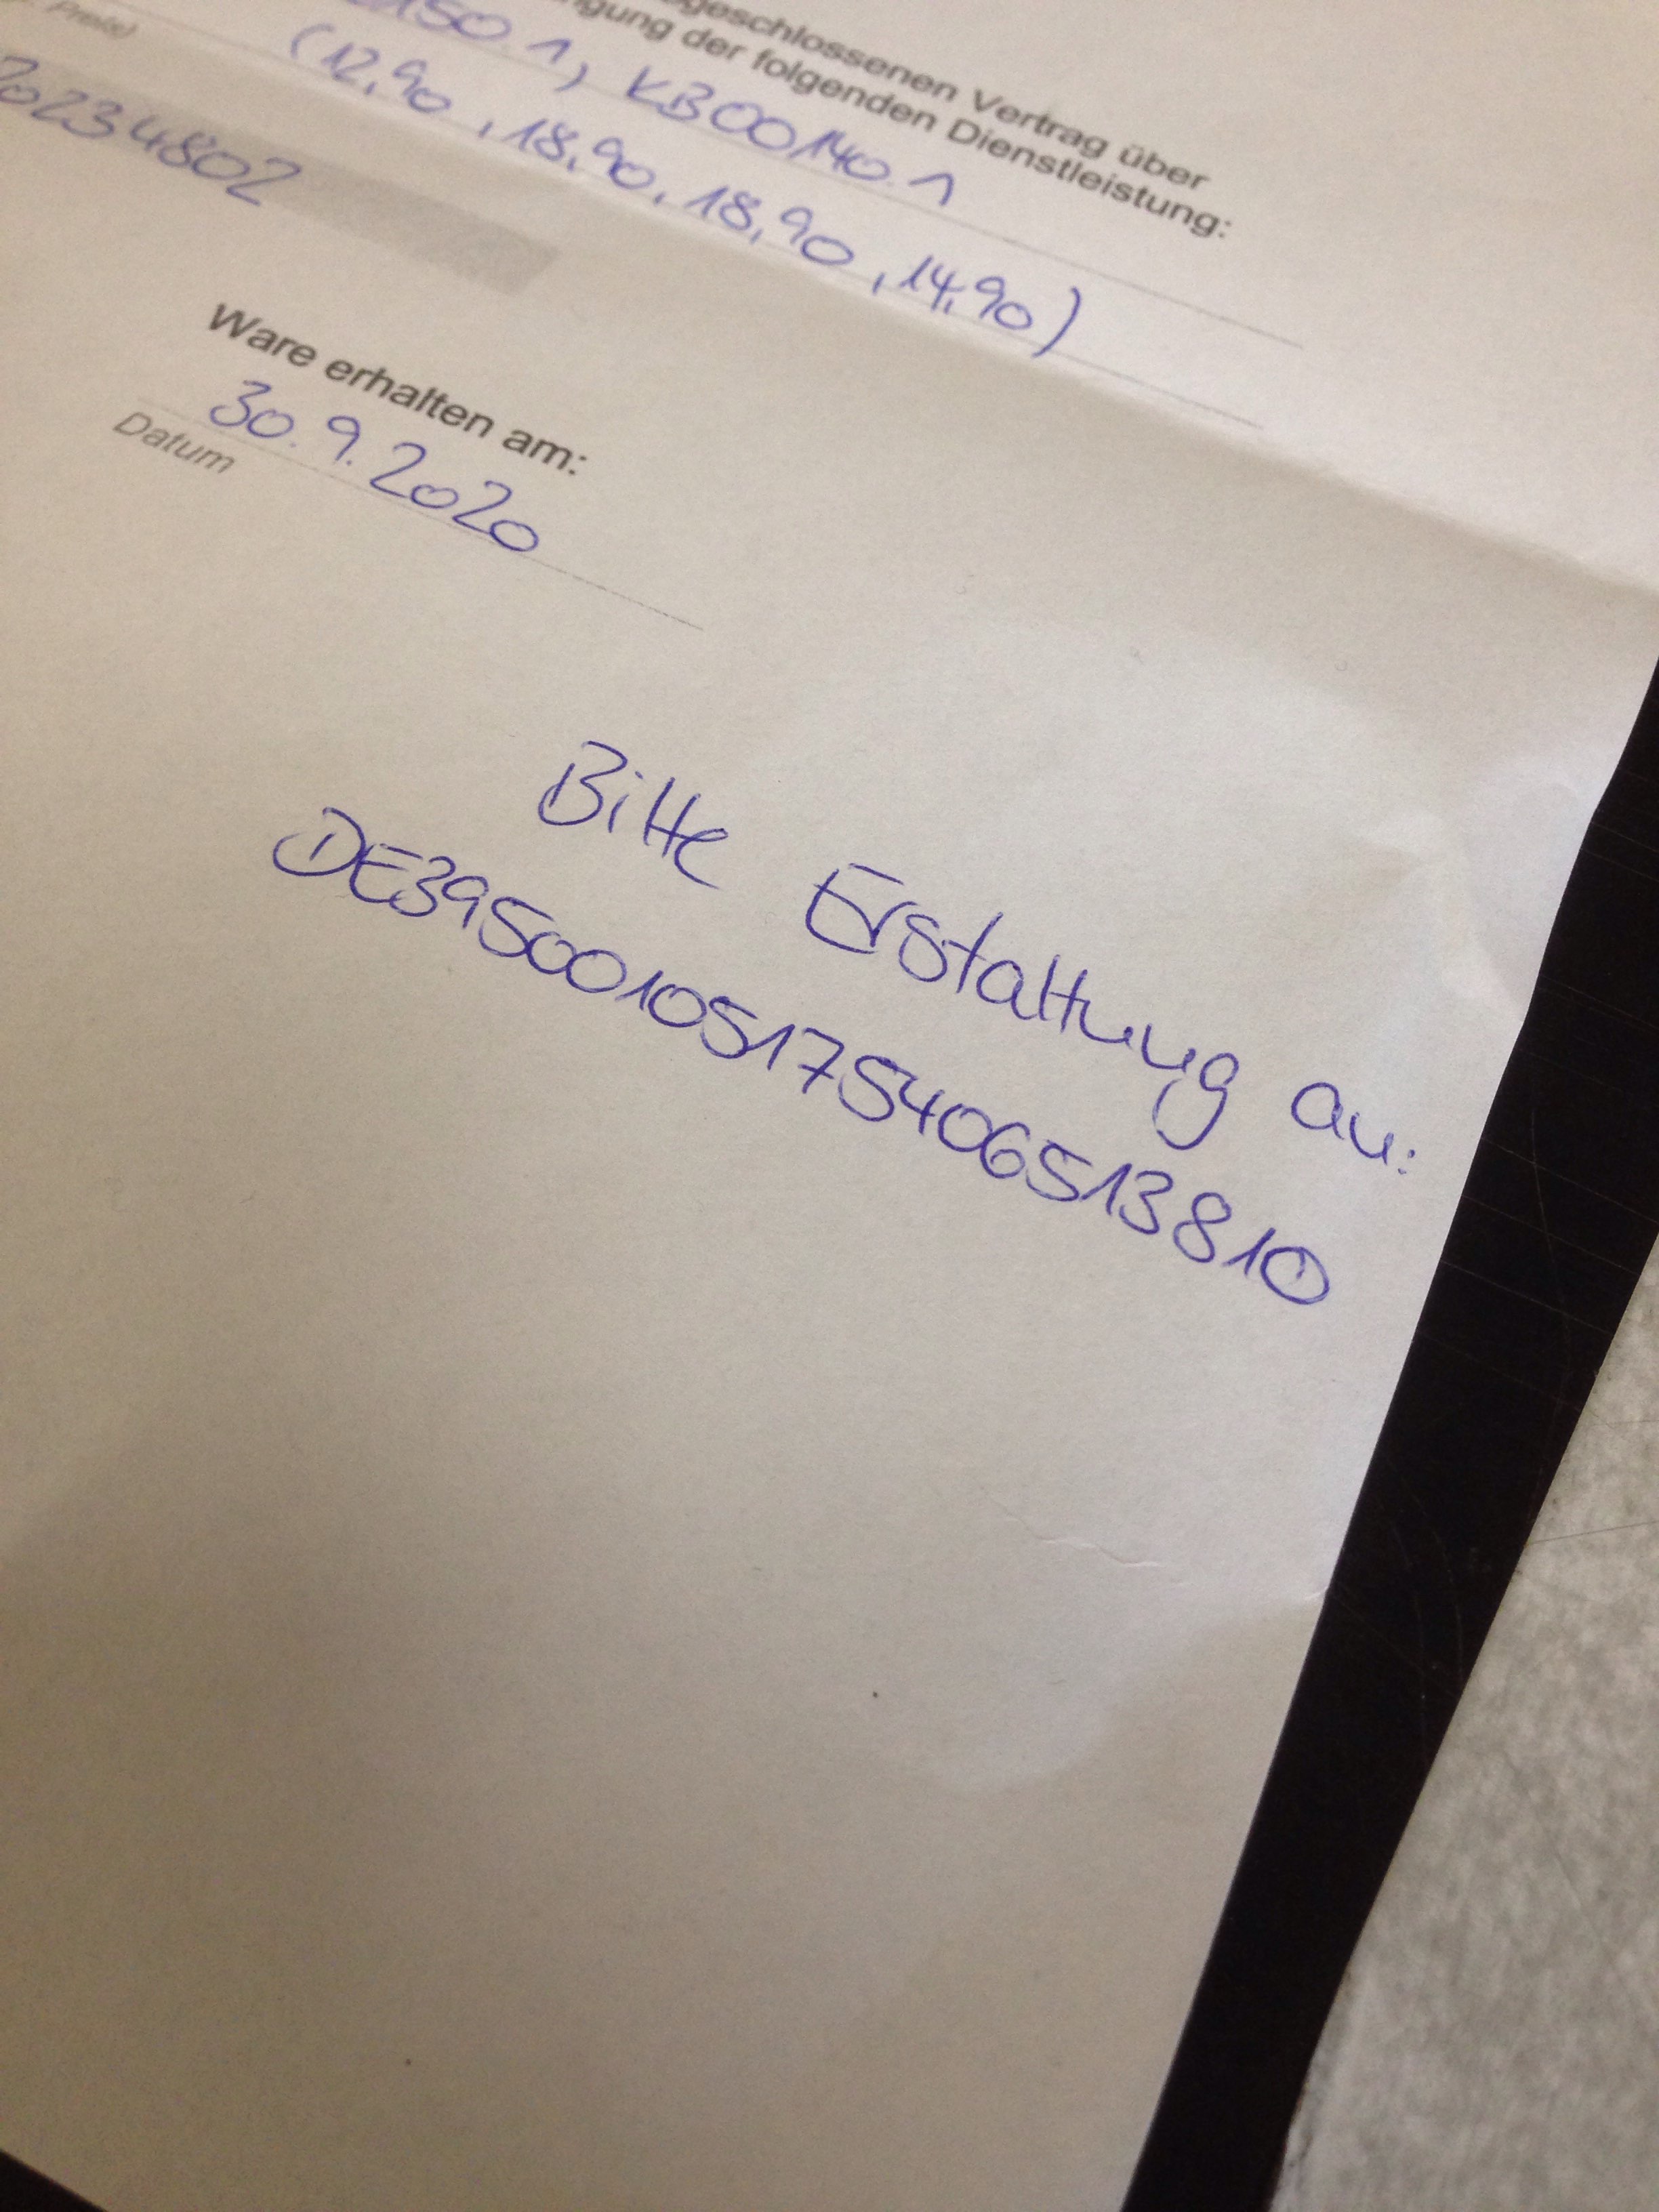 geschlossenen Vertrag über
gung der folgenden Dienstleistung:
150.1, KB00140.1
Preis)
(12,90, 18,90, 18,90, 14,90)
20234802
Ware erhalten am:
30.9.2020
Datum
Bitte Erstattung an:
DE39500105175406513810